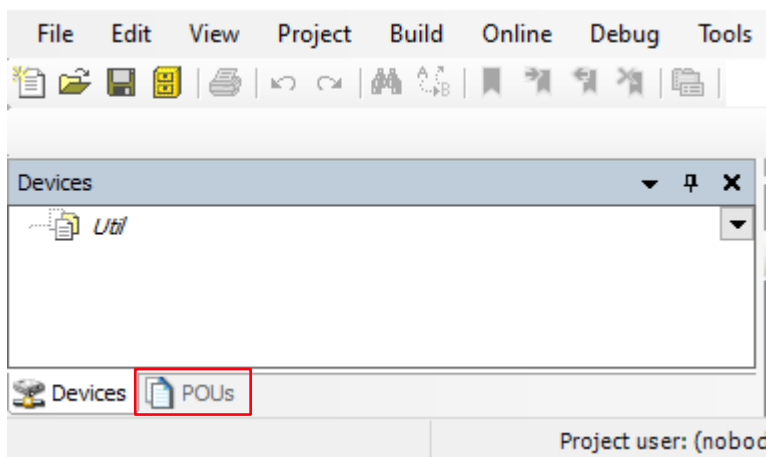 File Edit View Project Build Online Debug Tools
Devices
Util
Devices POUs
Project user: (nobod